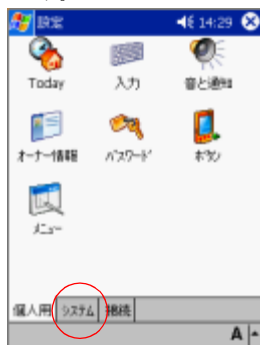 設定 14:29
Today 入力 音と通知
オーナー情報 パスワード ボタン
メニュー
個人用 システム 接続
A